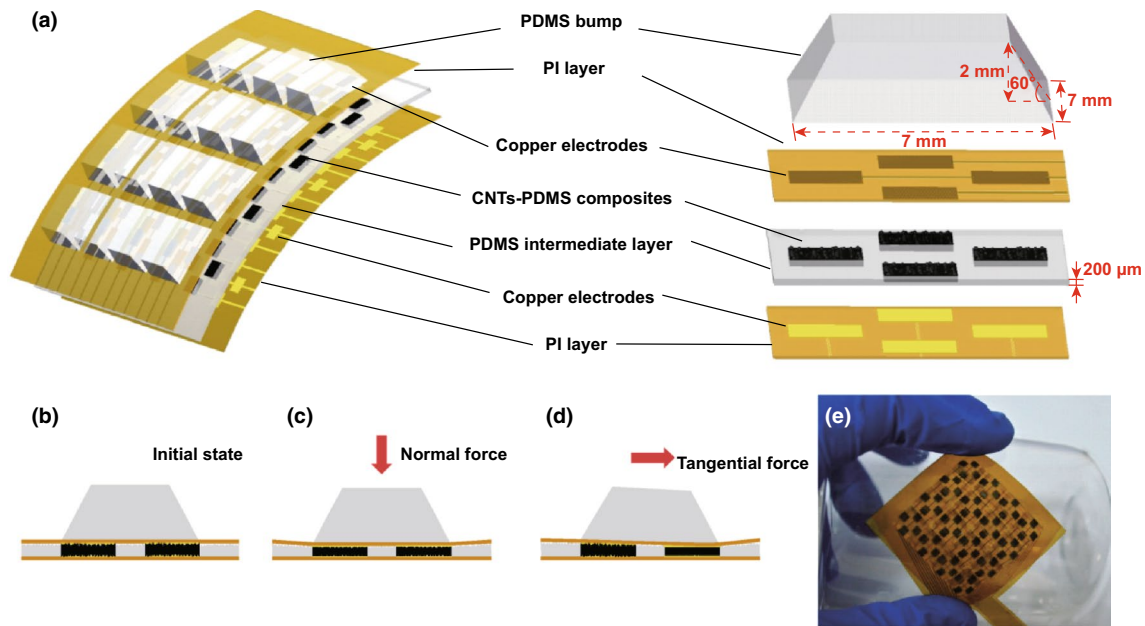 (a)
PDMS bump
PI layer
Copper electrodes
CNTs-PDMS composites
PDMS intermediate layer
Copper electrodes
PI layer
2 mm
60°
7 mm
7 mm
200 µm
(b)
Initial state
(c)
Normal force
(d)
Tangential force
(e)